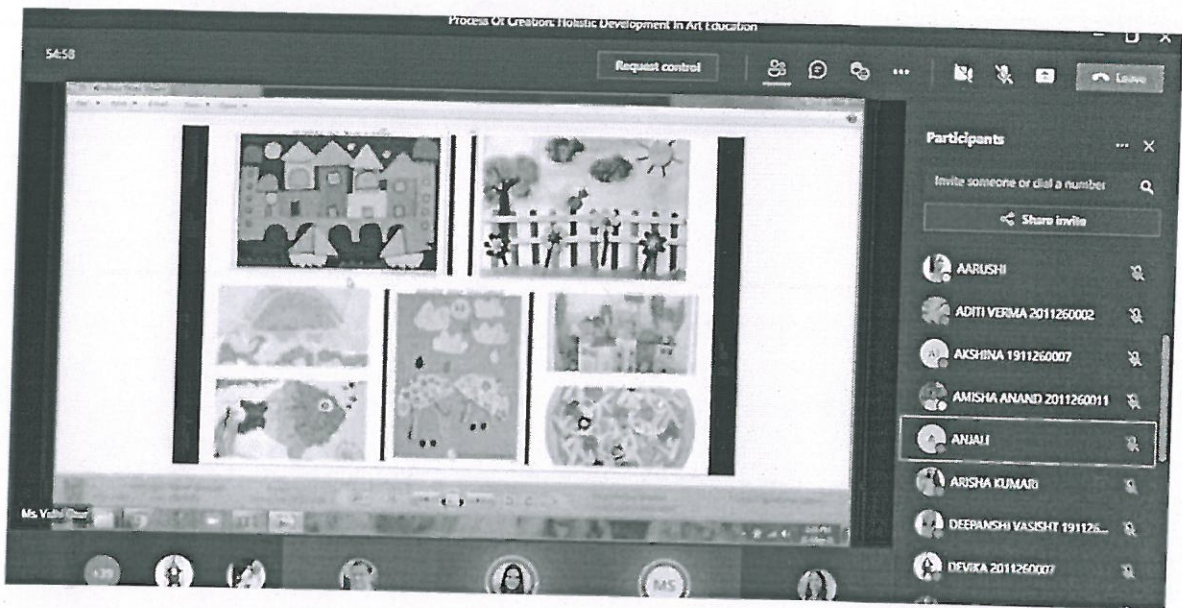 Process Of Creation: Holistic Development In Art Education
54:58
Request control
Leave
Participants
Invite someone or dial a number
Share invite
AARUSHI
ADITI VERMA 2011260002
AKSHINA 1911260007
AMISHA ANAND 2011260011
ANJALI
ARISHA KUMARI
DEEPANSHI VASISHT 191126...
DEVIKA 2011260007
Ms. Vidhi
MS